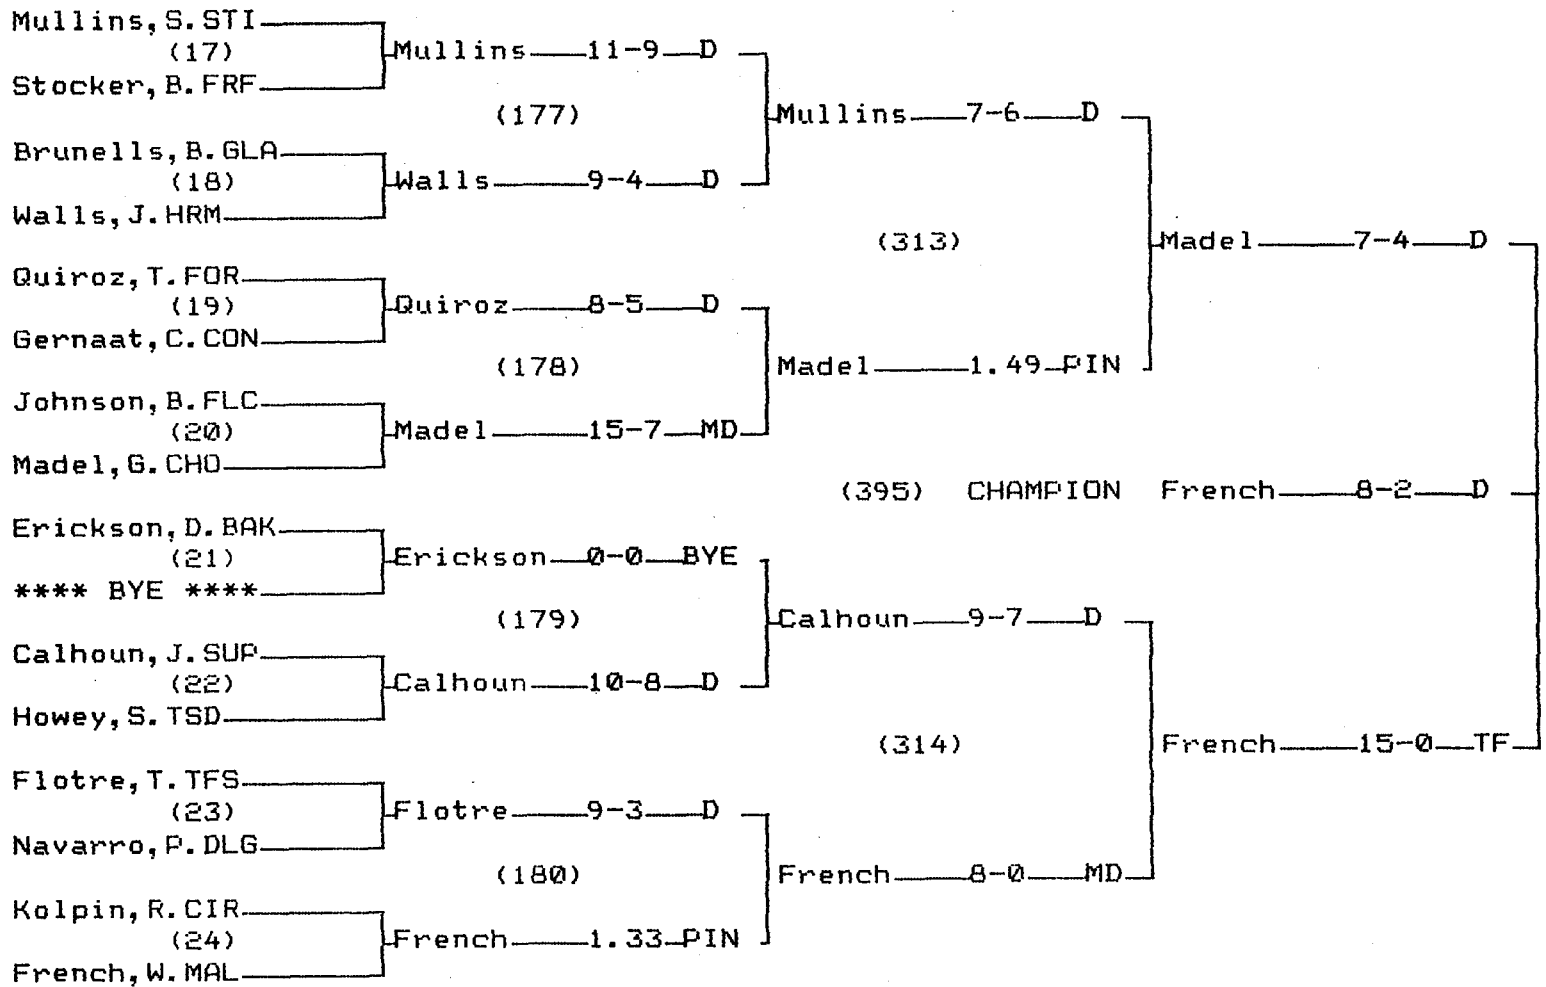 Mullins, S. STI
(17) Mullins 11-9 D
Stocker, B. FRF
(177) Mullins 7-6 D
Brunells, B. GLA
(18) Walls 9-4 D
Walls, J. HRM
(313) Madel 7-4 D
Quiroz, T. FOR
(19) Quiroz 8-5 D
Gernaat, C. CON
(178) Madel 1.49 PIN
Johnson, B. FLC
(20) Madel 15-7 MD
Madel, G. CHO
(395) CHAMPION French 8-2 D
Erickson, D. BAK
(21) Erickson 0-0 BYE
**** BYE ****
(179) Calhoun 9-7 D
Calhoun, J. SUP
(22) Calhoun 10-8 D
Howey, S. TSD
(314) French 15-0 TF
Flotre, T. TFS
(23) Flotre 9-3 D
Navarro, P. DLG
(180) French 8-0 MD
Kolpin, R. CIR
(24) French 1.33 PIN
French, W. MAL